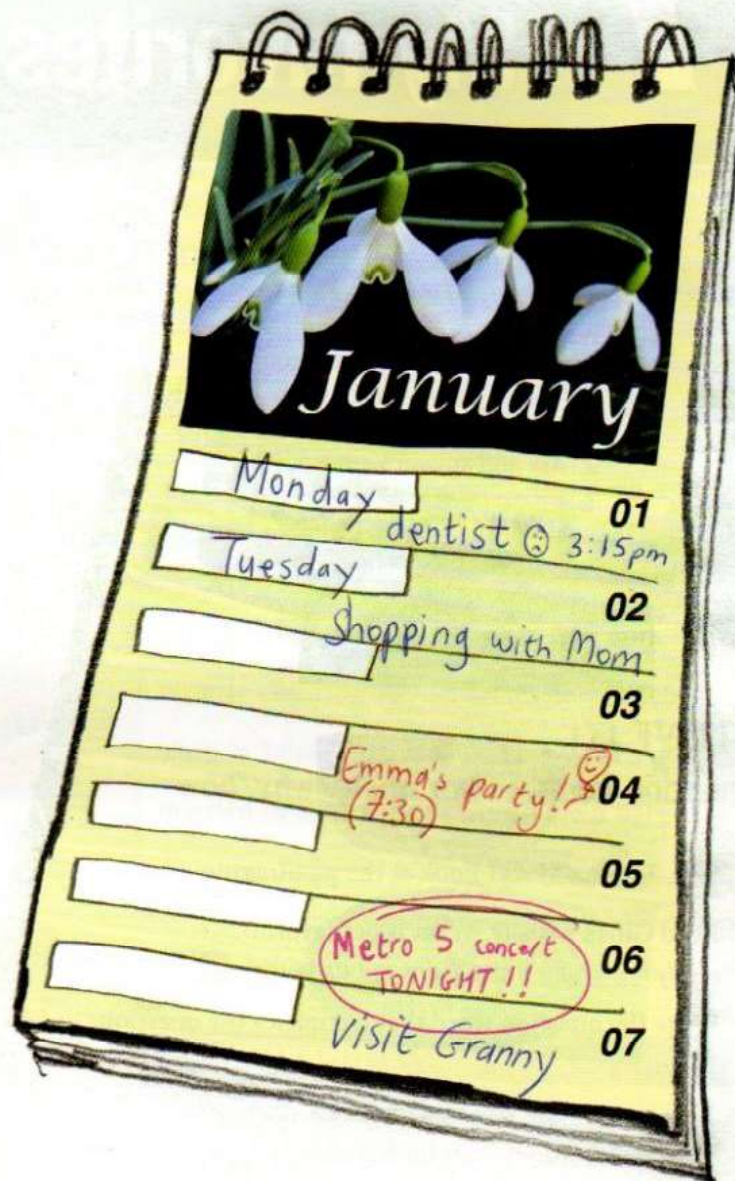 January
Monday
01
dentist 3:15pm
Tuesday
02
Shopping with Mom
03
Emma's party!
(7:30)
04
05
Metro 5 concert
TONIGHT!!
06
Visit Granny
07